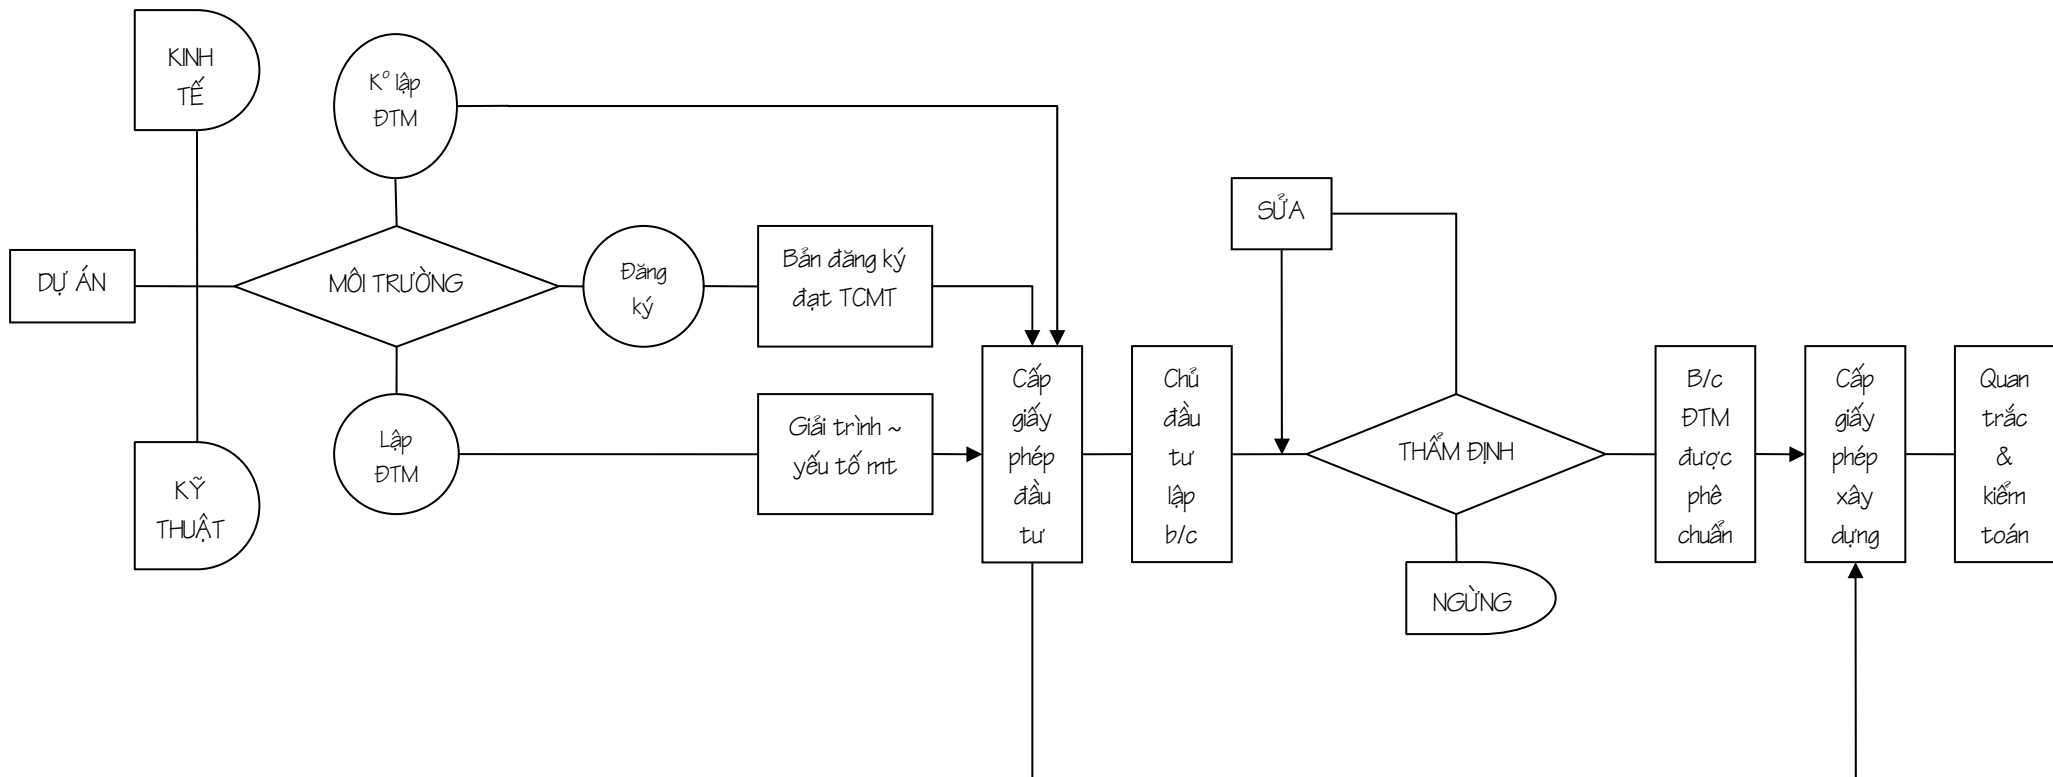 KINH
TẾ
K° lập
ĐTM
SỬA
DỰ ÁN
MÔI TRƯỜNG
Đăng
ký
Bản đăng ký
đạt TCMT
Lập
ĐTM
Giải trình ~
yếu tố mt
Cấp
giấy
phép
đầu
tư
Chủ
đầu
tư
lập
b/c
THẨM ĐỊNH
B/c
ĐTM
được
phê
chuẩn
Cấp
giấy
phép
xây
dựng
Quan
trắc
&
kiểm
toán
KỸ
THUẬT
NGỪNG